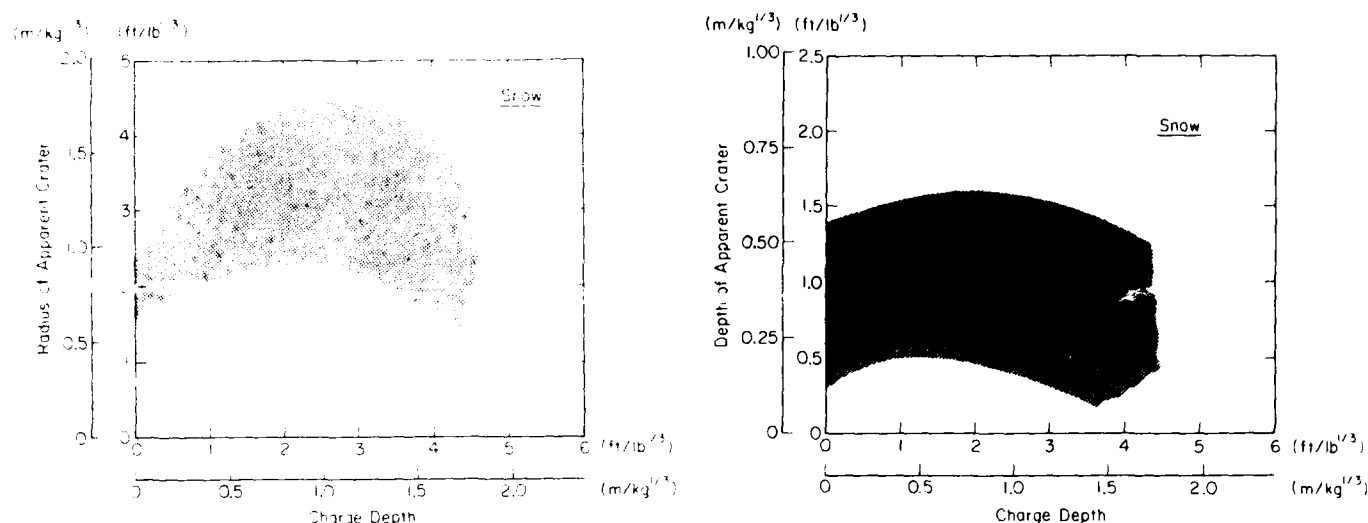 (m/kg^3) (ft/lb^-3)
2.0
1.5
1.0
0.5
0
5
4
3
1
0
Radius of Apparent Crater
Snow
0 1 2 3 4 5 6 (ft/lb^1/3)
0 0.5 1.0 1.5 2.0 (m/kg^1/3)
Charge Depth
(m/kg^1/3) (ft/lb^1/3)
1.00
0.75
0.50
0.25
0
2.5
2.0
1.5
1.0
0.5
0
Depth of Apparent Crater
Snow
0 1 2 3 4 5 6 (ft/lb^1/3)
0 0.5 1.0 1.5 2.0 (m/kg^1/3)
Charge Depth